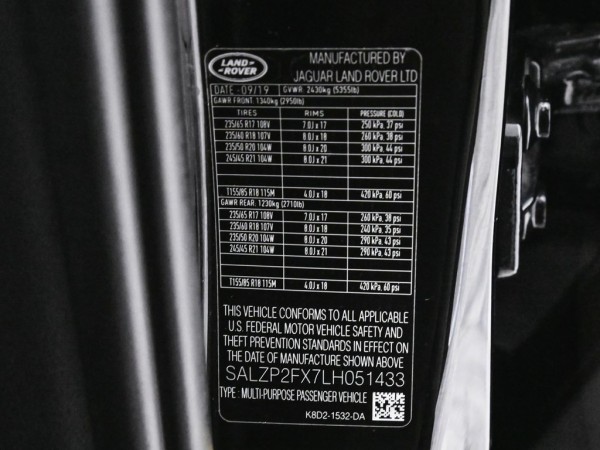 LAND-
ROVER
MANUFACTURED BY
JAGUAR LAND ROVER LTD
DATE -09/19 GVWR. 2430kg (5355lb)
GAWR FRONT. 1340kg (2950lb)
TIRES RIMS PRESSURE (COLD)
235/65 R17 108V 7.0J x 17 250 kPa, 37 psi
235/60 R18 107V 8.0J x 18 260 kPa, 38 psi
235/50 R20 104W 8.0J x 20 300 kPa, 44 psi
245/45 R21 104W 8.0J x 21 300 kPa, 44 psi
T155/85 R18 115M 4.0J x 18 420 kPa, 60 psi
GAWR REAR. 1230kg (2710lb)
235/65 R17 108V 7.0J x 17 260 kPa, 38 psi
235/60 R18 107V 8.0J x 18 240 kPa, 35 psi
235/50 R20 104W 8.0J x 20 290 kPa, 43 psi
245/45 R21 104W 8.0J x 21 290 kPa, 43 psi
T155/85 R18 115M 4.0J x 18 420 kPa, 60 psi
THIS VEHICLE CONFORMS TO ALL APPLICABLE
U.S. FEDERAL MOTOR VEHICLE SAFETY AND
THEFT PREVENTION STANDARDS IN EFFECT ON
THE DATE OF MANUFACTURE SHOWN ABOVE
SALZP2FX7LH051433
TYPE : MULTI-PURPOSE PASSENGER VEHICLE
K8D2-1532-DA